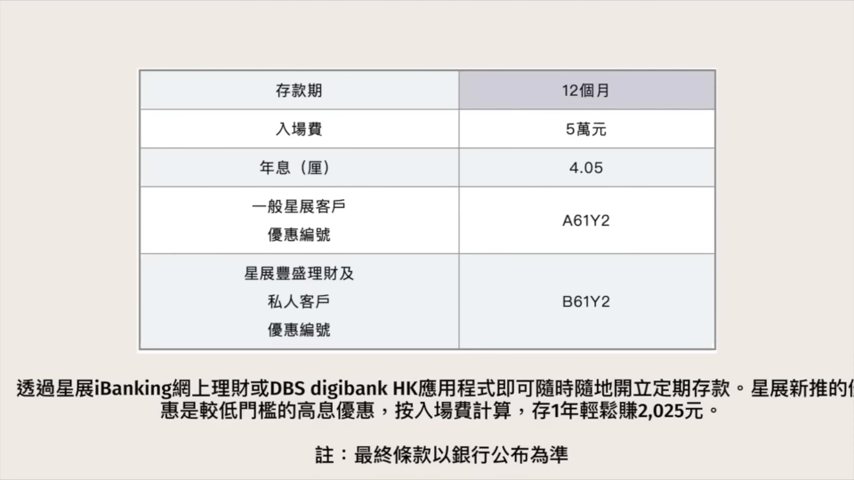 存款期 12個月
入場費 5萬元
年息（厘） 4.05
一般星展客戶
優惠編號 A61Y2
星展豐盛理財及
私人客戶
優惠編號 B61Y2
透過星展iBanking網上理財或DBS digibank HK應用程式即可隨時隨地開立定期存款。星展新推的優
惠是較低門檻的高息優惠，按入場費計算，存1年輕鬆賺2,025元。
註：最終條款以銀行公布為準